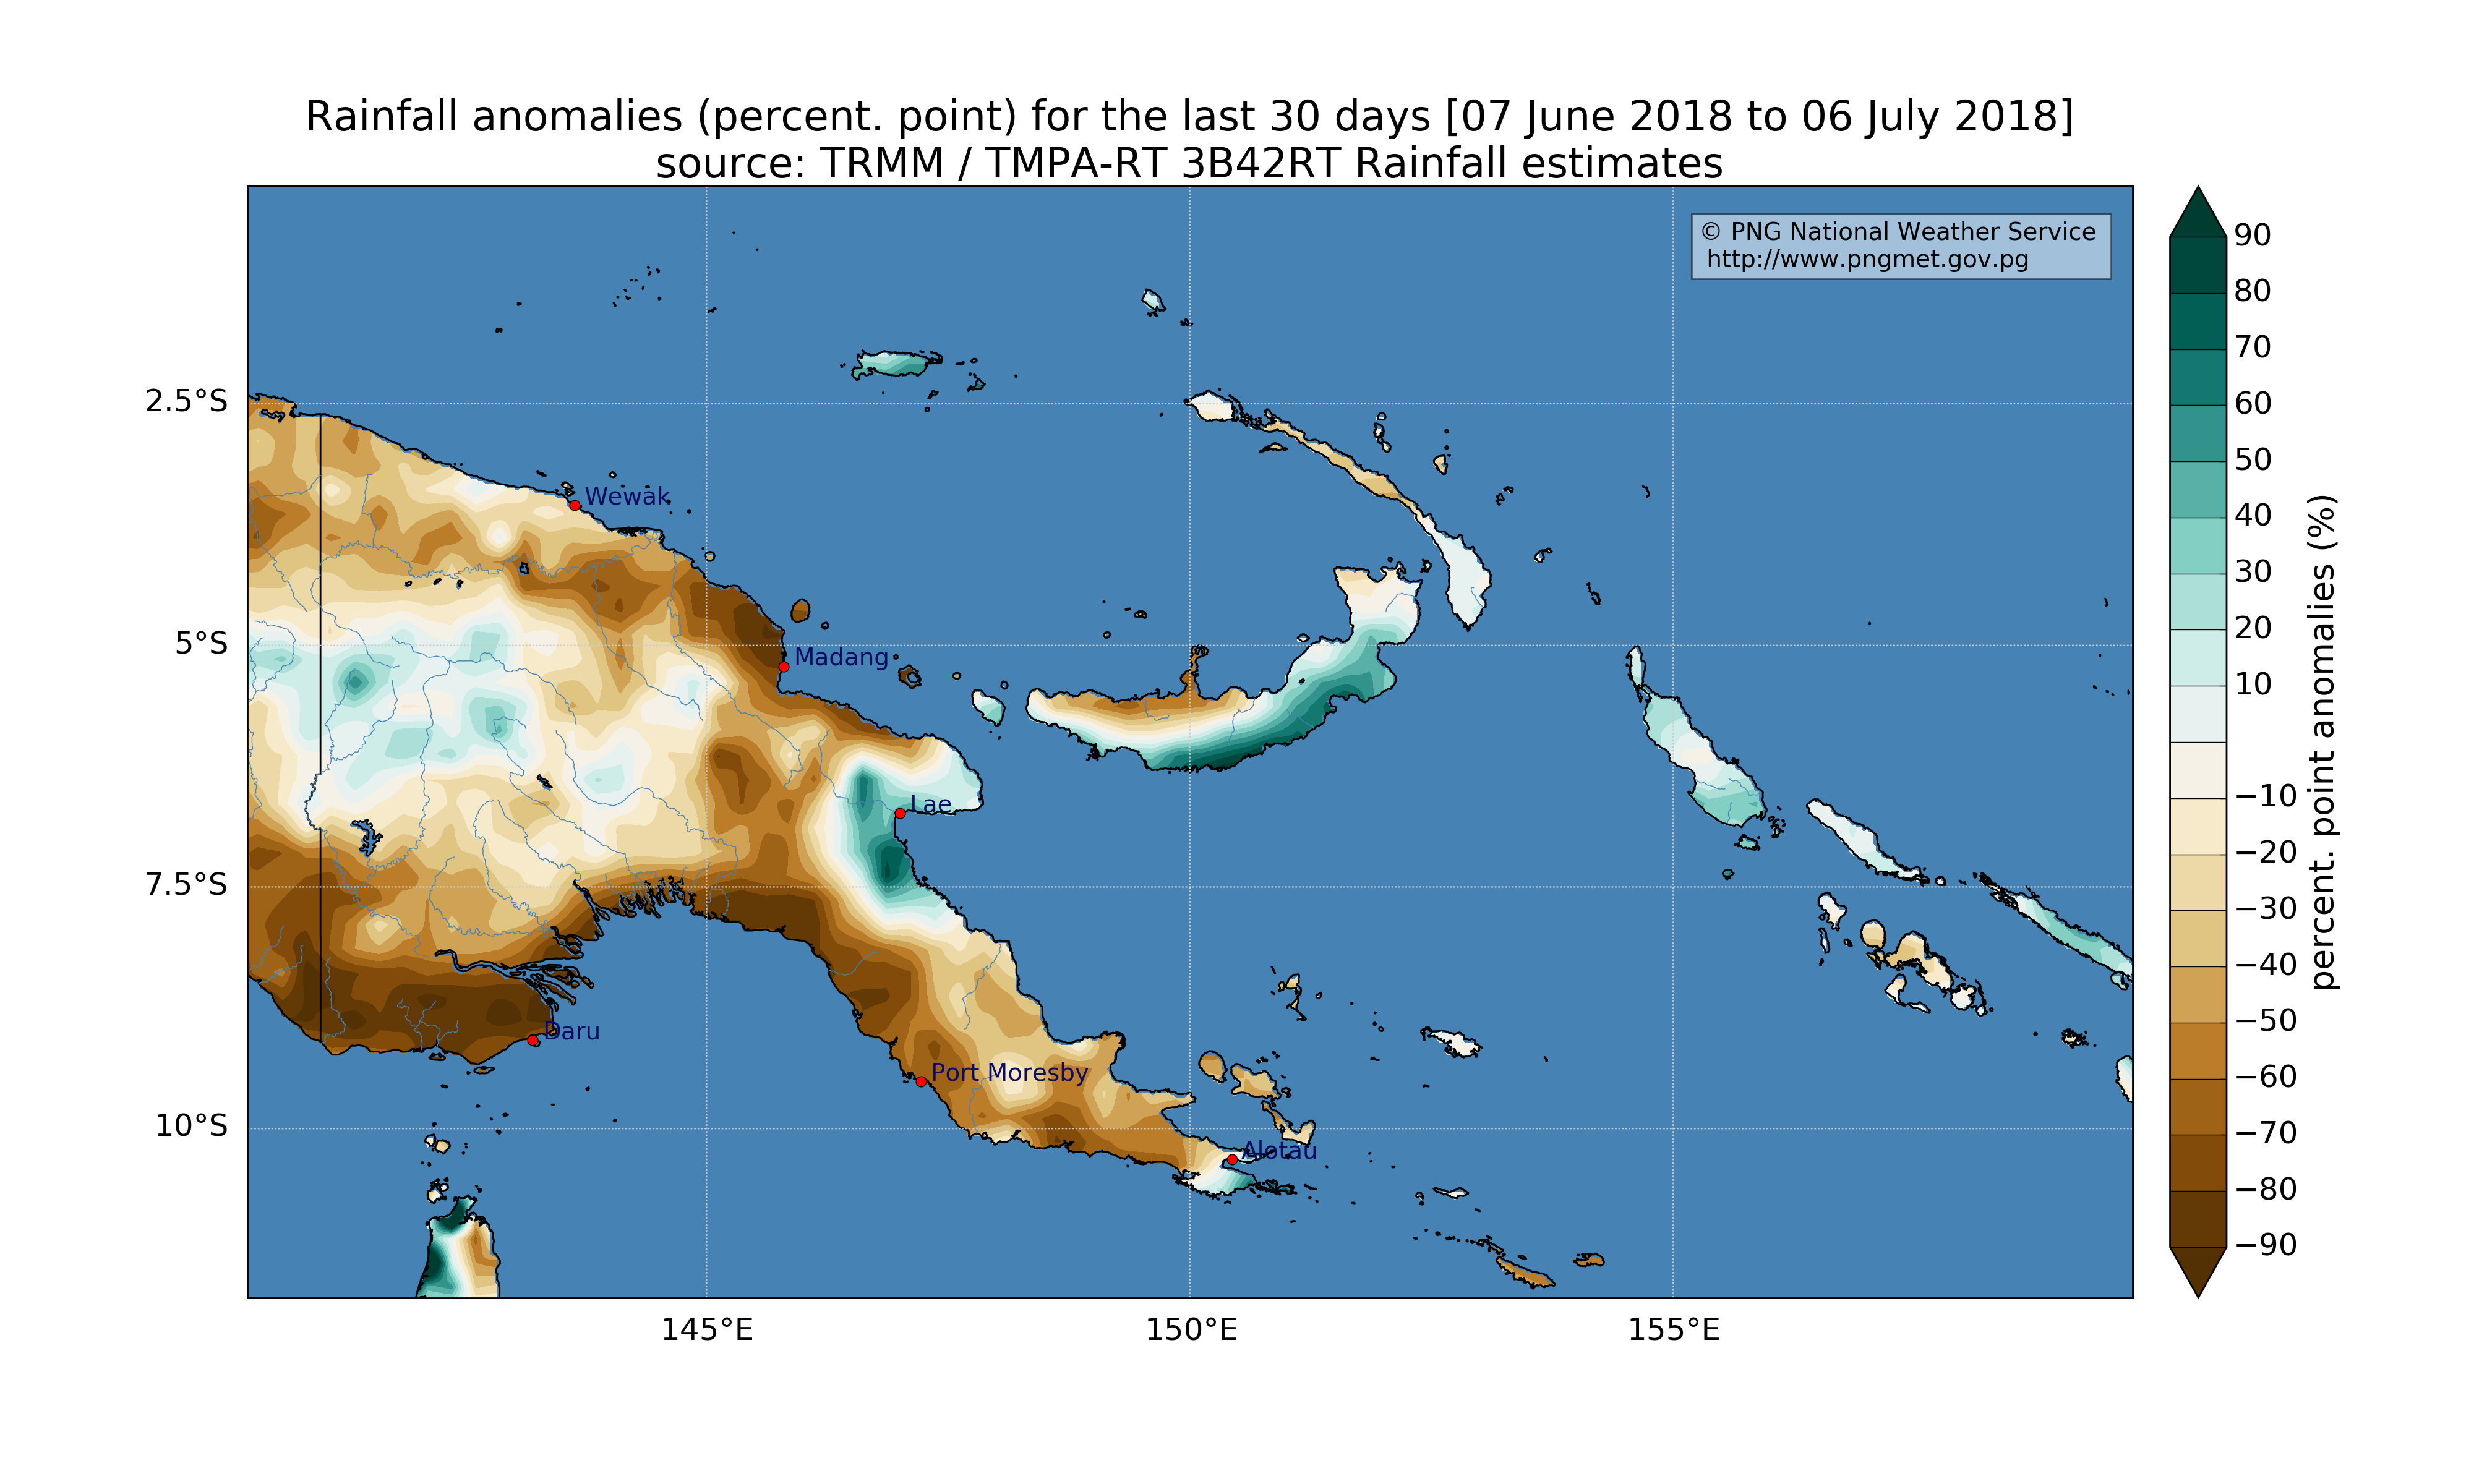 Rainfall anomalies (percent. point) for the last 30 days [07 June 2018 to 06 July 2018]
source: TRMM / TMPA-RT 3B42RT Rainfall estimates
© PNG National Weather Service
http://www.pngmet.gov.pg
2.5°S
5°S
7.5°S
10°S
Wewak
Madang
Lae
Daru
Port Moresby
Alotau
145°E
150°E
155°E
90
80
70
60
50
40
30
20
10
−10
−20
−30
−40
−50
−60
−70
−80
−90
percent. point anomalies (%)